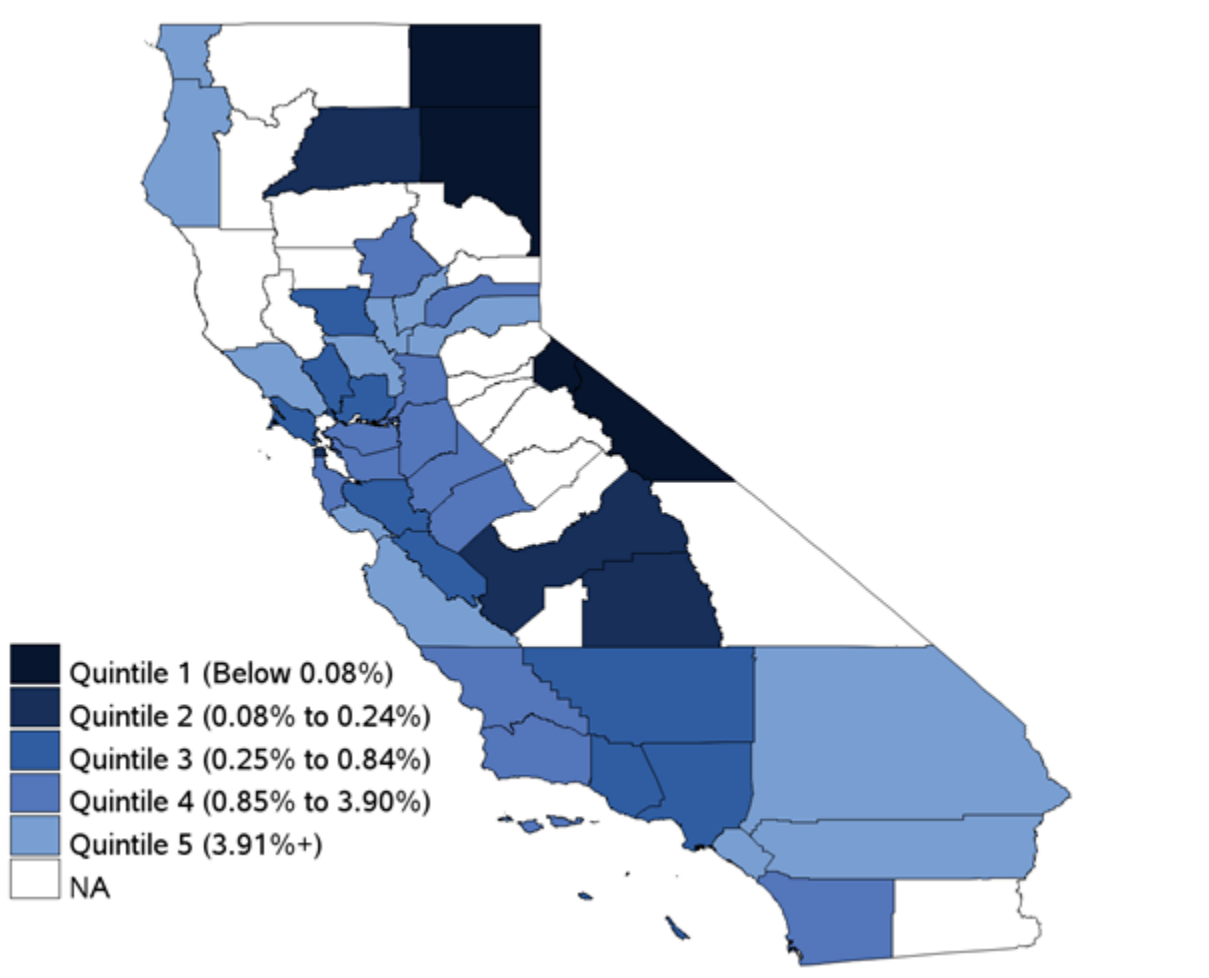 Quintile 1 (Below 0.08%)
Quintile 2 (0.08% to 0.24%)
Quintile 3 (0.25% to 0.84%)
Quintile 4 (0.85% to 3.90%)
Quintile 5 (3.91%+)
NA